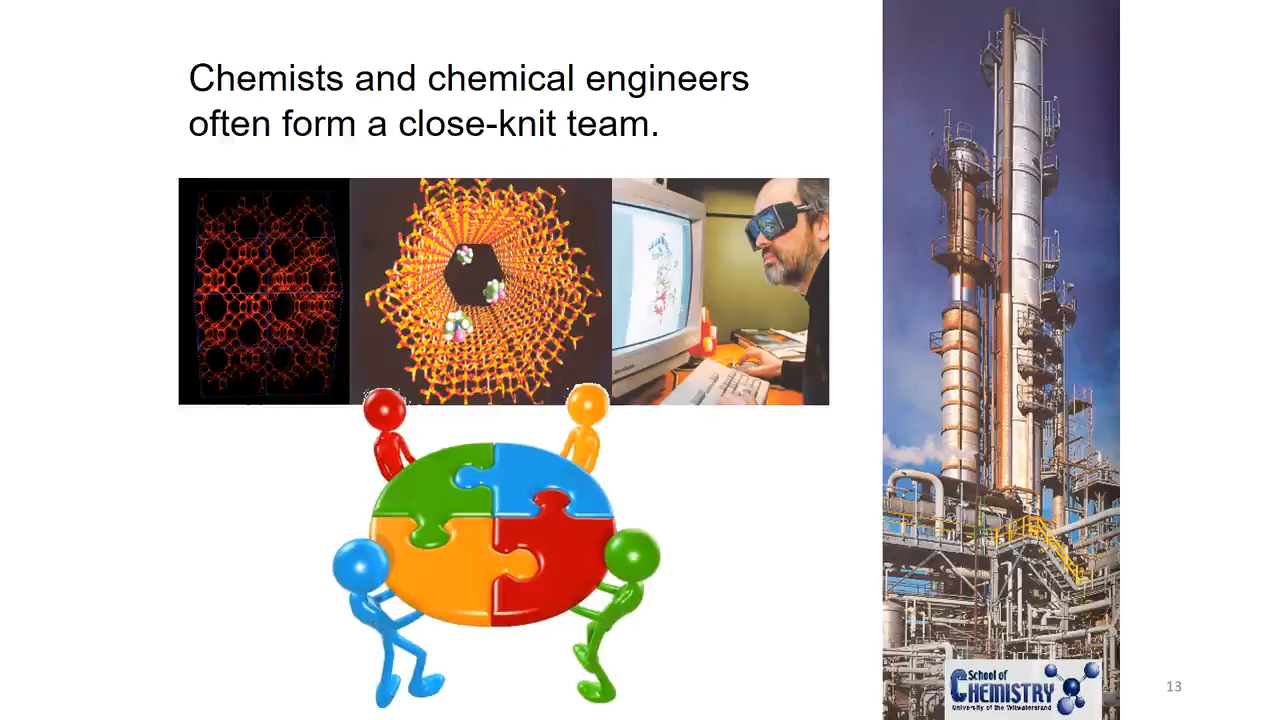 Chemists and chemical engineers
often form a close-knit team.
School of
CHEMISTRY
University of the Witwatersrand
13